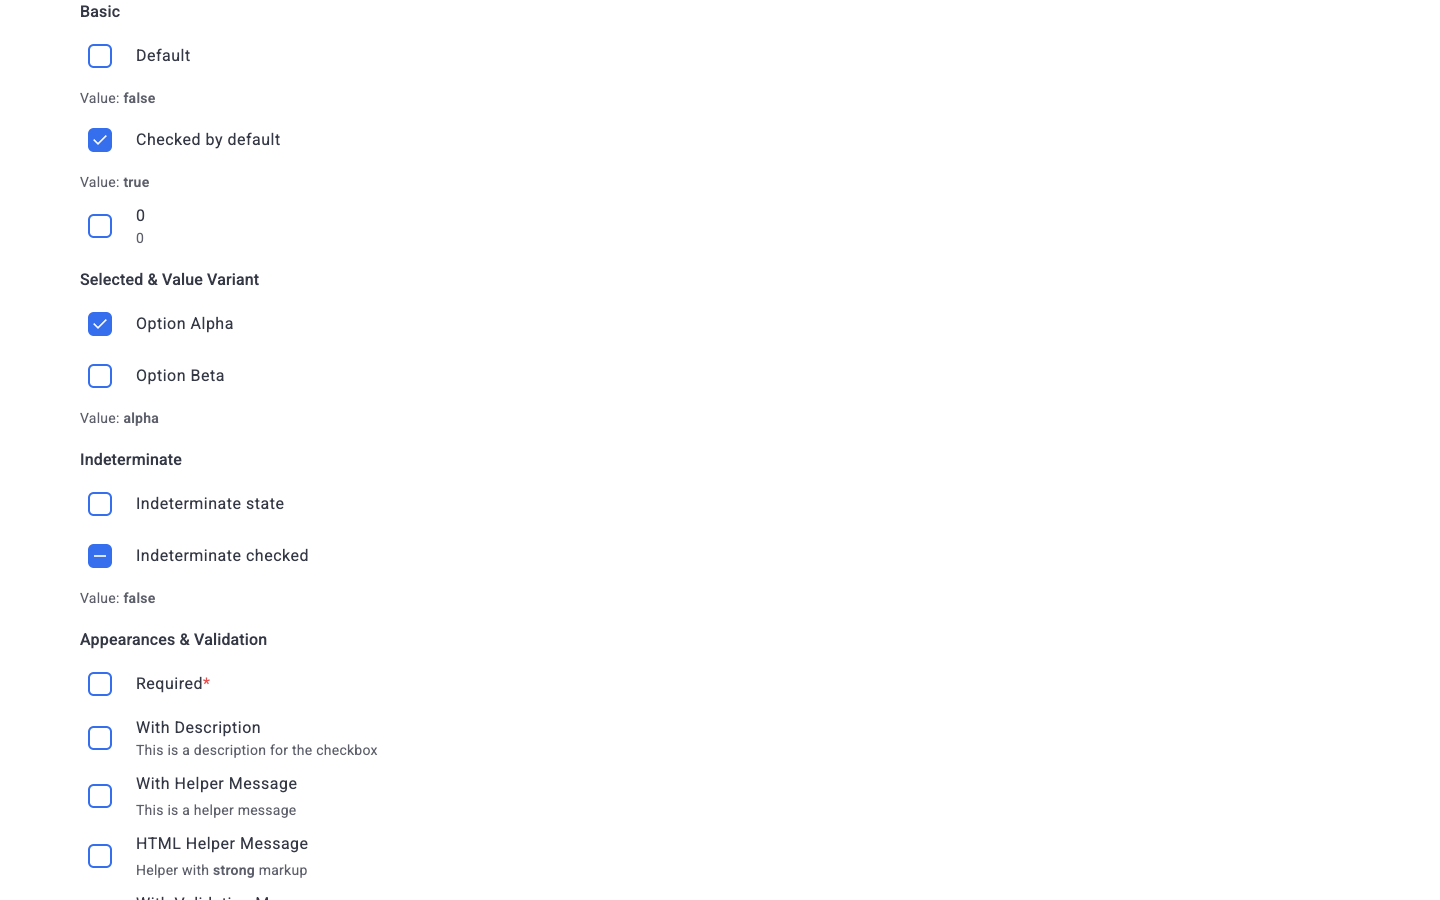 Basic
Default
Value: false
Checked by default
Value: true
0
0
Selected & Value Variant
Option Alpha
Option Beta
Value: alpha
Indeterminate
Indeterminate state
Indeterminate checked
Value: false
Appearances & Validation
Required*
With Description
This is a description for the checkbox
With Helper Message
This is a helper message
HTML Helper Message
Helper with strong markup